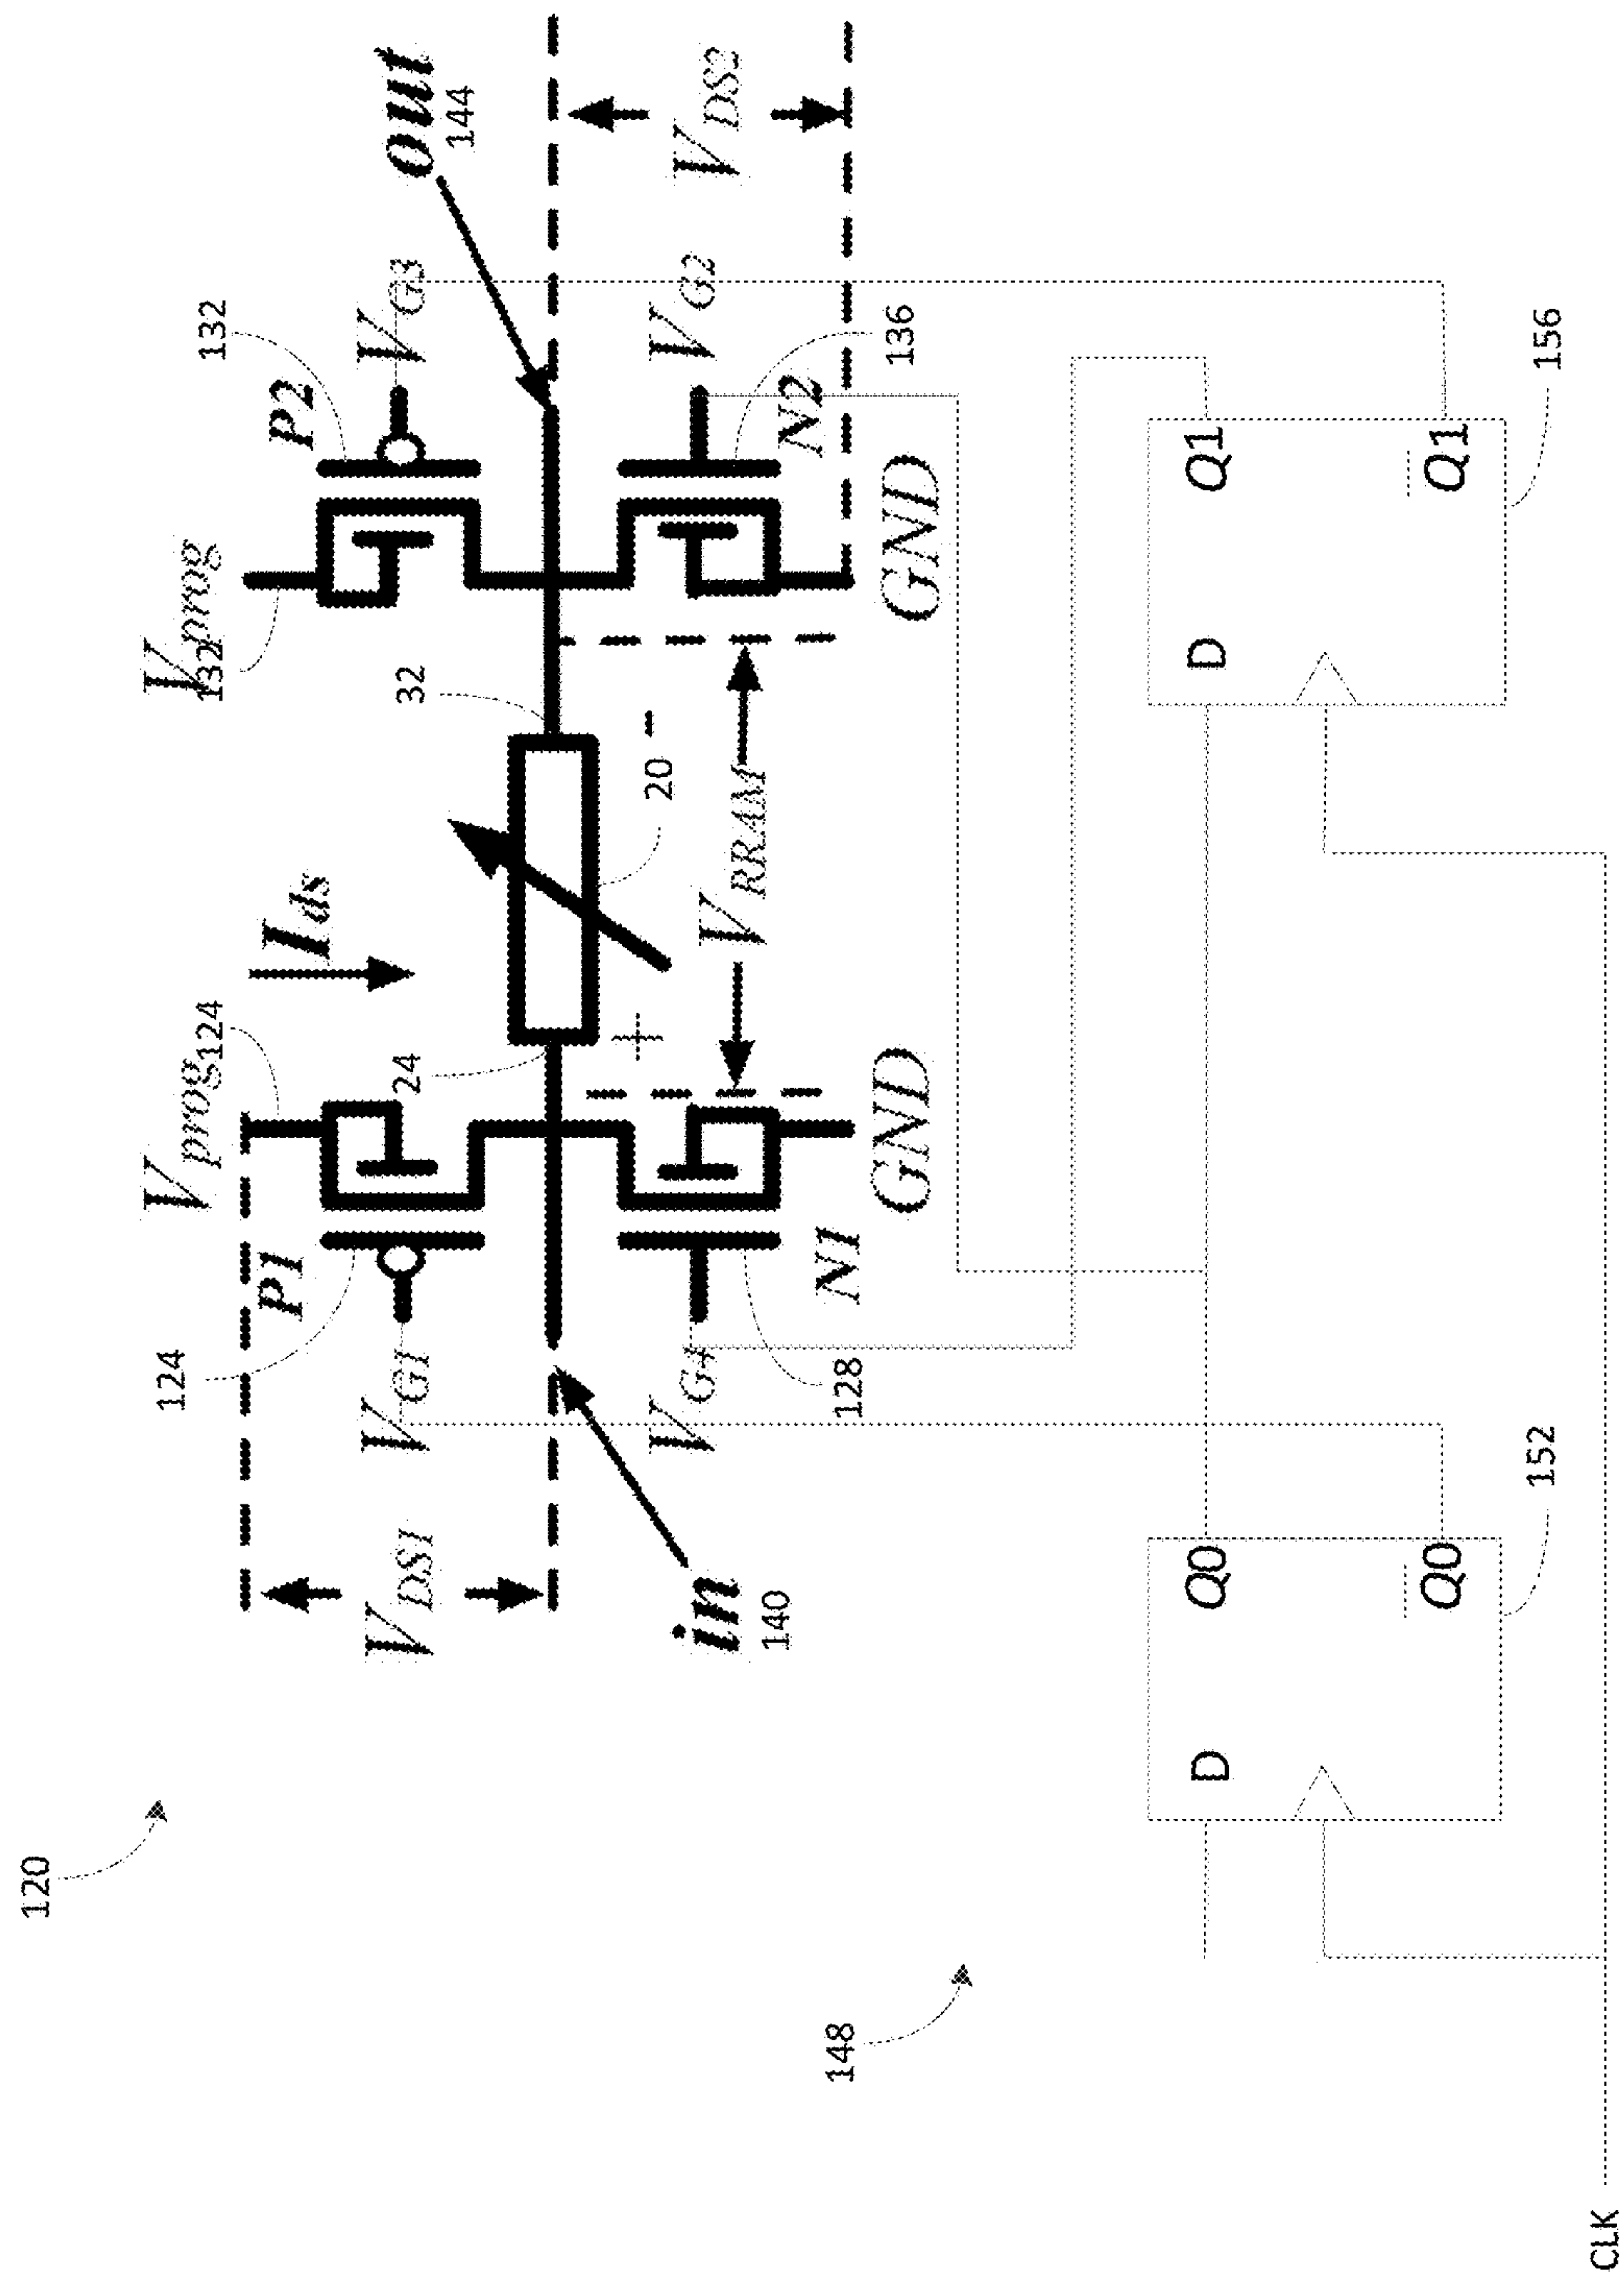 120
V_DS1
in
140
124
P1
V_prog
124
V_G1
V_G4
N1
128
GND
24
I_ds
+
V_RRAM
20
-
32
V_prog
132
P2
132
V_G3
V_G2
N2
136
GND
out
144
V_DS2
148
D
Q0
Q0
152
D
Q1
Q1
156
CLK